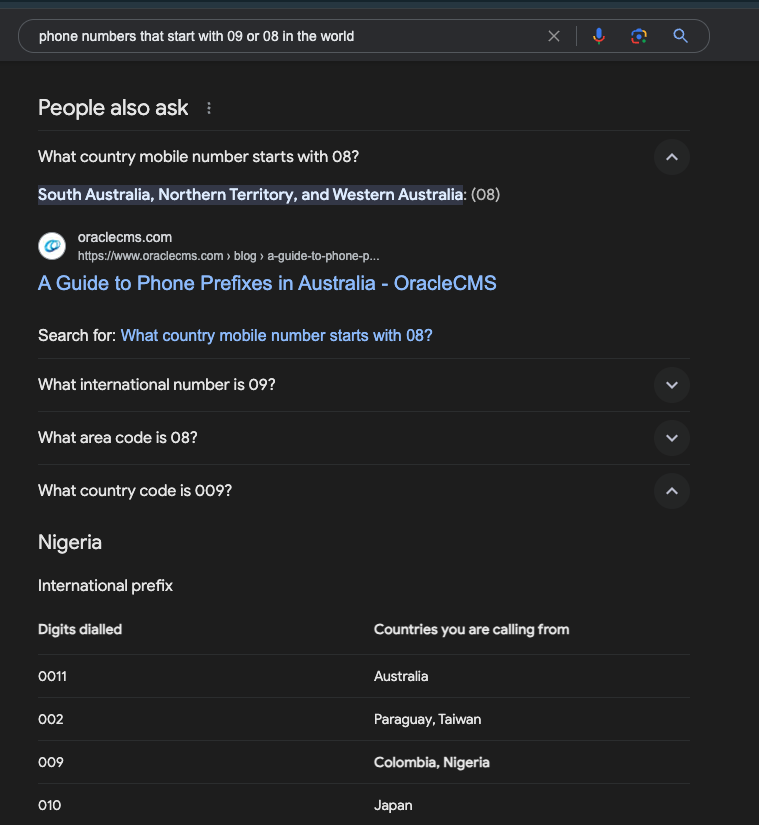 phone numbers that start with 09 or 08 in the world
People also ask
What country mobile number starts with 08?
South Australia, Northern Territory, and Western Australia: (08)
oraclecms.com
https://www.oraclecms.com › blog › a-guide-to-phone-p...
A Guide to Phone Prefixes in Australia - OracleCMS
Search for: What country mobile number starts with 08?
What international number is 09?
What area code is 08?
What country code is 009?
Nigeria
International prefix
Digits dialled Countries you are calling from
0011 Australia
002 Paraguay, Taiwan
009 Colombia, Nigeria
010 Japan